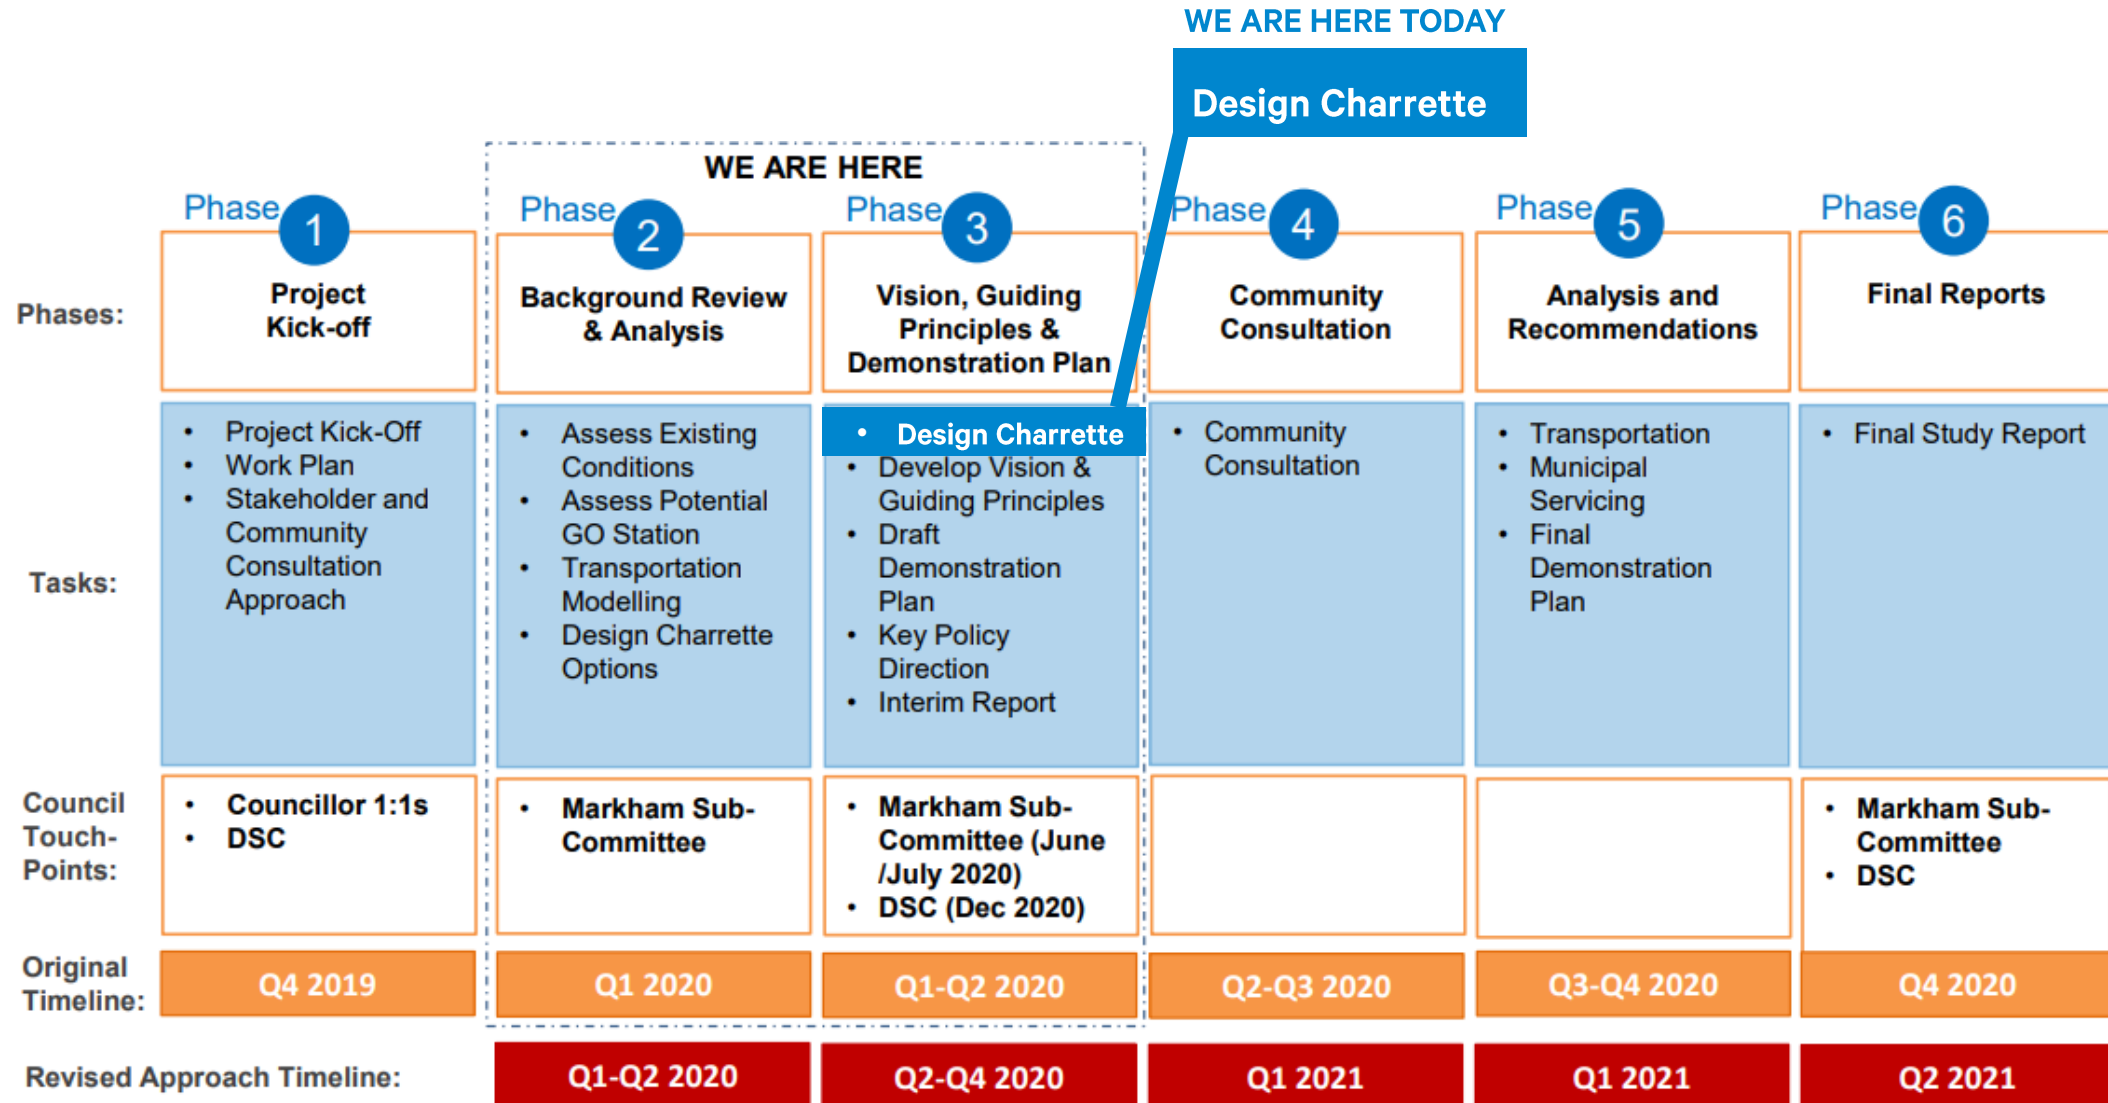 WE ARE HERE TODAY
Design Charrette
WE ARE HERE
Phase 1
Phase 2
Phase 3
Phase 4
Phase 5
Phase 6
Phases:
Project
Kick-off
Background Review
& Analysis
Vision, Guiding
Principles &
Demonstration Plan
Community
Consultation
Analysis and
Recommendations
Final Reports
Tasks:
• Project Kick-Off
• Work Plan
• Stakeholder and
Community
Consultation
Approach
• Assess Existing
Conditions
• Assess Potential
GO Station
• Transportation
Modelling
• Design Charrette
Options
• Design Charrette
• Develop Vision &
Guiding Principles
• Draft
Demonstration
Plan
• Key Policy
Direction
• Interim Report
• Community
Consultation
• Transportation
• Municipal
Servicing
• Final
Demonstration
Plan
• Final Study Report
Council
Touch-
Points:
• Councillor 1:1s
• DSC
• Markham Sub-
Committee
• Markham Sub-
Committee (June
/July 2020)
• DSC (Dec 2020)
• Markham Sub-
Committee
• DSC
Original
Timeline:
Q4 2019
Q1 2020
Q1-Q2 2020
Q2-Q3 2020
Q3-Q4 2020
Q4 2020
Revised Approach Timeline:
Q1-Q2 2020
Q2-Q4 2020
Q1 2021
Q1 2021
Q2 2021